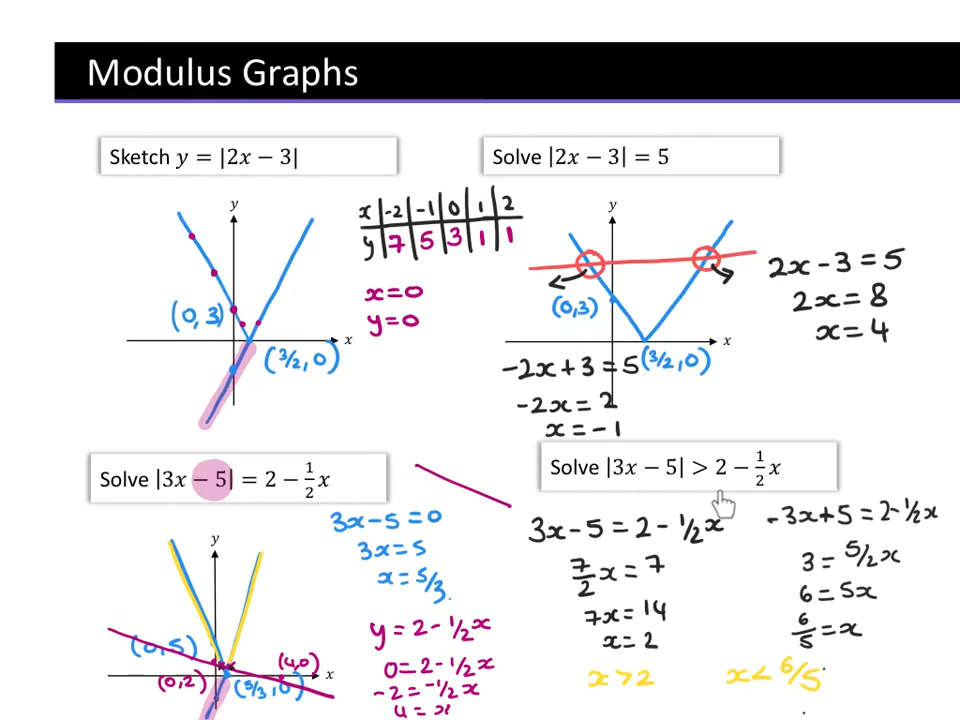 Modulus Graphs
Sketch y = |2x − 3|
y
x
(0, 3)
(3/2, 0)
x -2 -1 0 1 2
y 7 5 3 1 1
x=0
y=0
Solve |2x − 3| = 5
y
x
(0,3)
(3/2, 0)
2x - 3 = 5
2x = 8
x = 4
-2x + 3 = 5
-2x = 2
x = -1
Solve |3x − 5| = 2 − 1/2 x
y
x
(0, 5)
(0,2)
(4,0)
(5/3, 0)
3x-5 = 0
3x = 5
x = 5/3
y = 2 - 1/2x
0 = 2 - 1/2x
-2 = -1/2x
4 = x
Solve |3x − 5| > 2 − 1/2 x
3x - 5 = 2 - 1/2x
7/2 x = 7
7x = 14
x = 2
x > 2
-3x + 5 = 2 - 1/2x
3 = 5/2x
6 = 5x
6/5 = x
x < 6/5